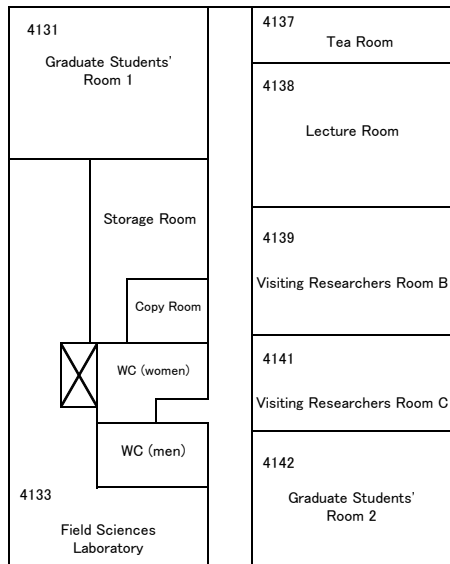 4131
Graduate Students'
Room 1
Storage Room
Copy Room
WC (women)
WC (men)
4133
Field Sciences
Laboratory
4137
Tea Room
4138
Lecture Room
4139
Visiting Researchers Room B
4141
Visiting Researchers Room C
4142
Graduate Students'
Room 2